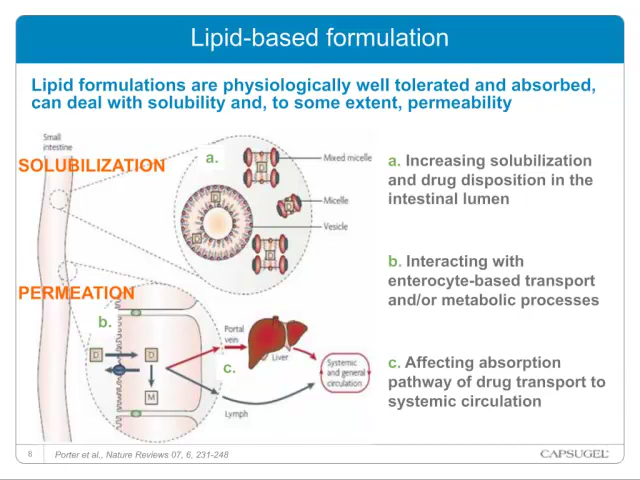 Lipid-based formulation
Lipid formulations are physiologically well tolerated and absorbed,
can deal with solubility and, to some extent, permeability
Small
intestine
SOLUBILIZATION
a.
D
D
D
D
D
Mixed micelle
Micelle
Vesicle
a. Increasing solubilization
and drug disposition in the
intestinal lumen
PERMEATION
b.
D
D
M
Portal
vein
Liver
c.
Lymph
Systemic
and general
circulation
b. Interacting with
enterocyte-based transport
and/or metabolic processes
c. Affecting absorption
pathway of drug transport to
systemic circulation
8
Porter et al., Nature Reviews 07, 6, 231-248
CAPSUGEL